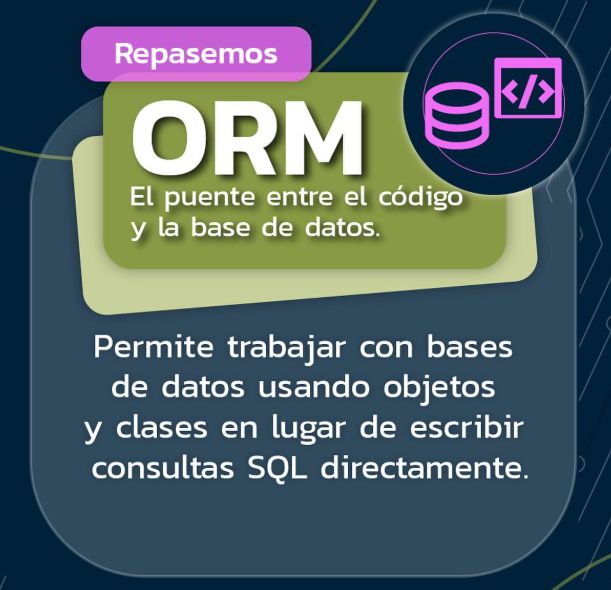 Repasemos
ORM
El puente entre el código
y la base de datos.
</>
Permite trabajar con bases
de datos usando objetos
y clases en lugar de escribir
consultas SQL directamente.